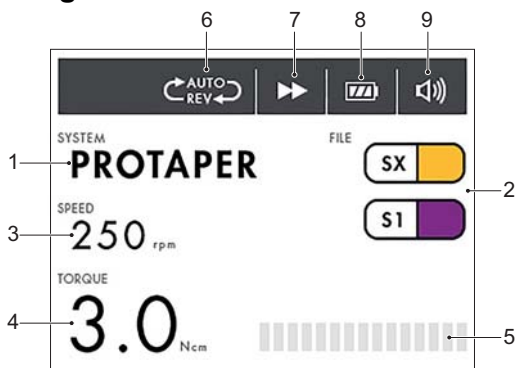 6 7 8 9
AUTO
REV
SYSTEM FILE
1 PROTAPER SX
2
SPEED S1
3 250 rpm
TORQUE
4 3.0 Ncm 5